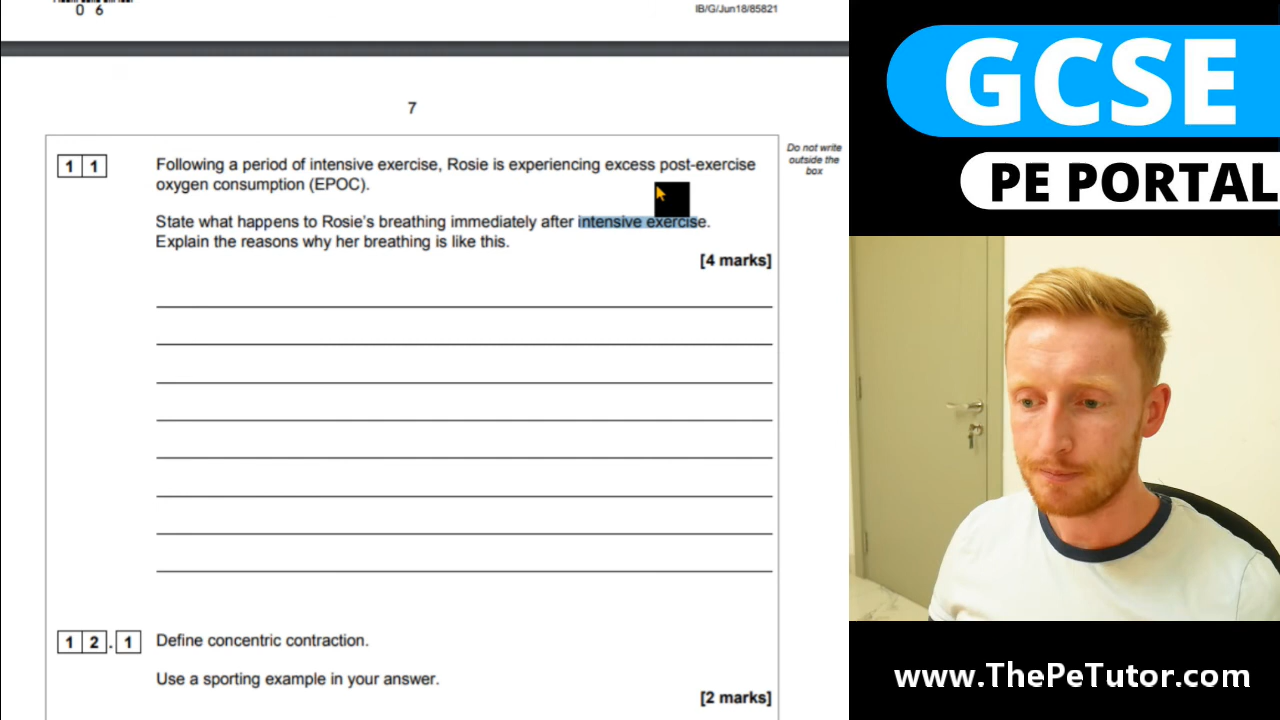 0 6
IB/G/Jun18/85821
7
Do not write
outside the
box
1 1
Following a period of intensive exercise, Rosie is experiencing excess post-exercise
oxygen consumption (EPOC).
State what happens to Rosie's breathing immediately after intensive exercise.
Explain the reasons why her breathing is like this.
[4 marks]
1 2 . 1
Define concentric contraction.
Use a sporting example in your answer.
[2 marks]
GCSE
PE PORTAL
www.ThePeTutor.com